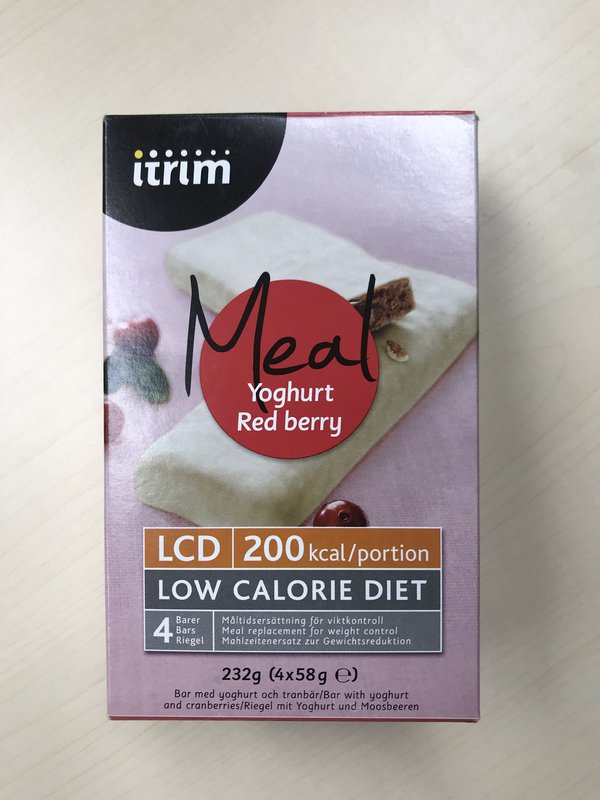 itrim
Meal
Yoghurt
Red berry
LCD 200 kcal/portion
LOW CALORIE DIET
4 Barer Bars Riegel
Måltidsersättning för viktkontroll
Meal replacement for weight control
Mahlzeitenersatz zur Gewichtsreduktion
232g (4x58g ℮)
Bar med yoghurt och tranbär/Bar with yoghurt
and cranberries/Riegel mit Yoghurt und Moosbeeren